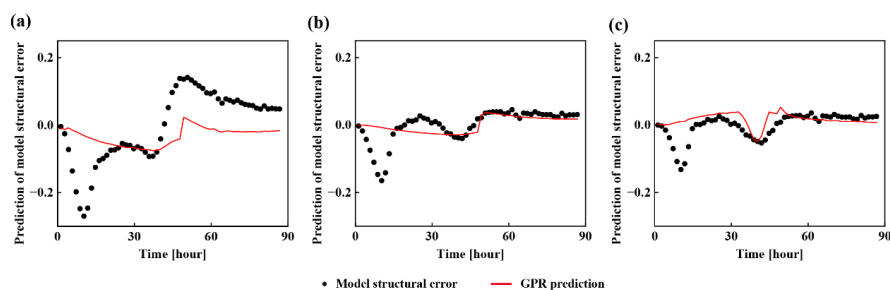 (a)
Prediction of model structural error
0.2
0.0
−0.2
0 30 60 90
Time [hour]
(b)
Prediction of model structural error
0.2
0.0
−0.2
0 30 60 90
Time [hour]
(c)
Prediction of model structural error
0.2
0.0
−0.2
0 30 60 90
Time [hour]
Model structural error GPR prediction